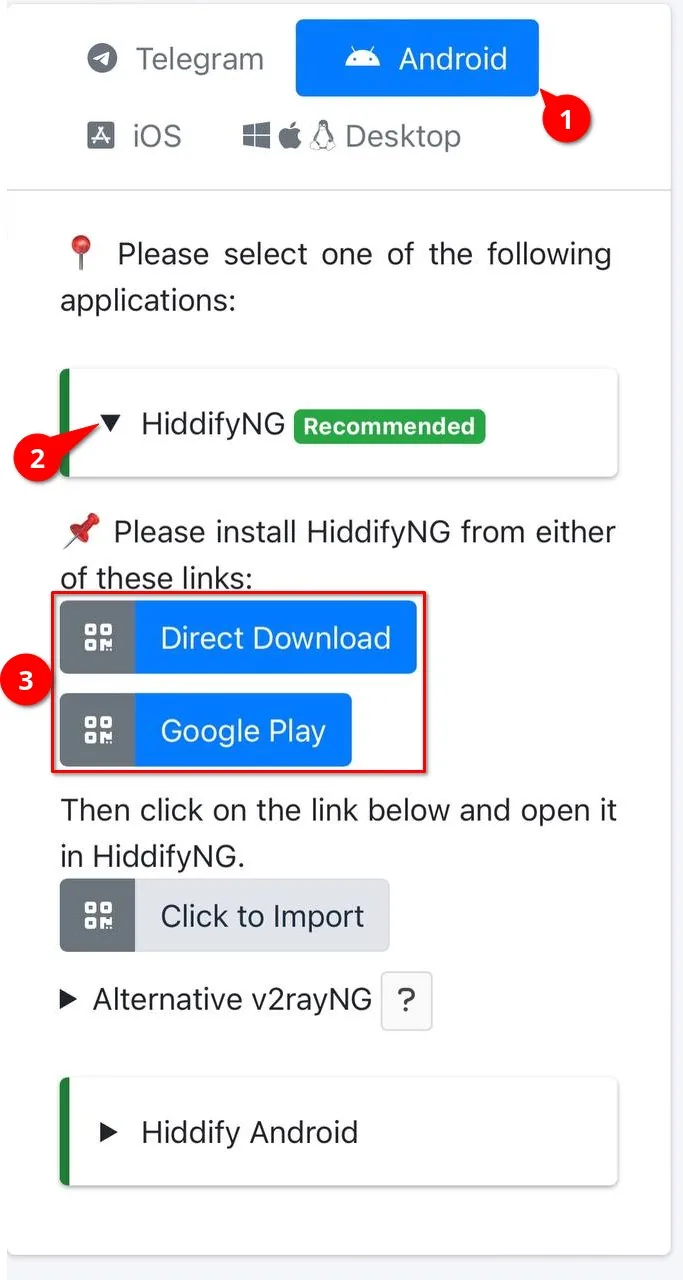 Telegram
Android
1
iOS
Desktop
Please select one of the following
applications:
HiddifyNG Recommended
2
Please install HiddifyNG from either
of these links:
Direct Download
3
Google Play
Then click on the link below and open it
in HiddifyNG.
Click to Import
Alternative v2rayNG ?
Hiddify Android